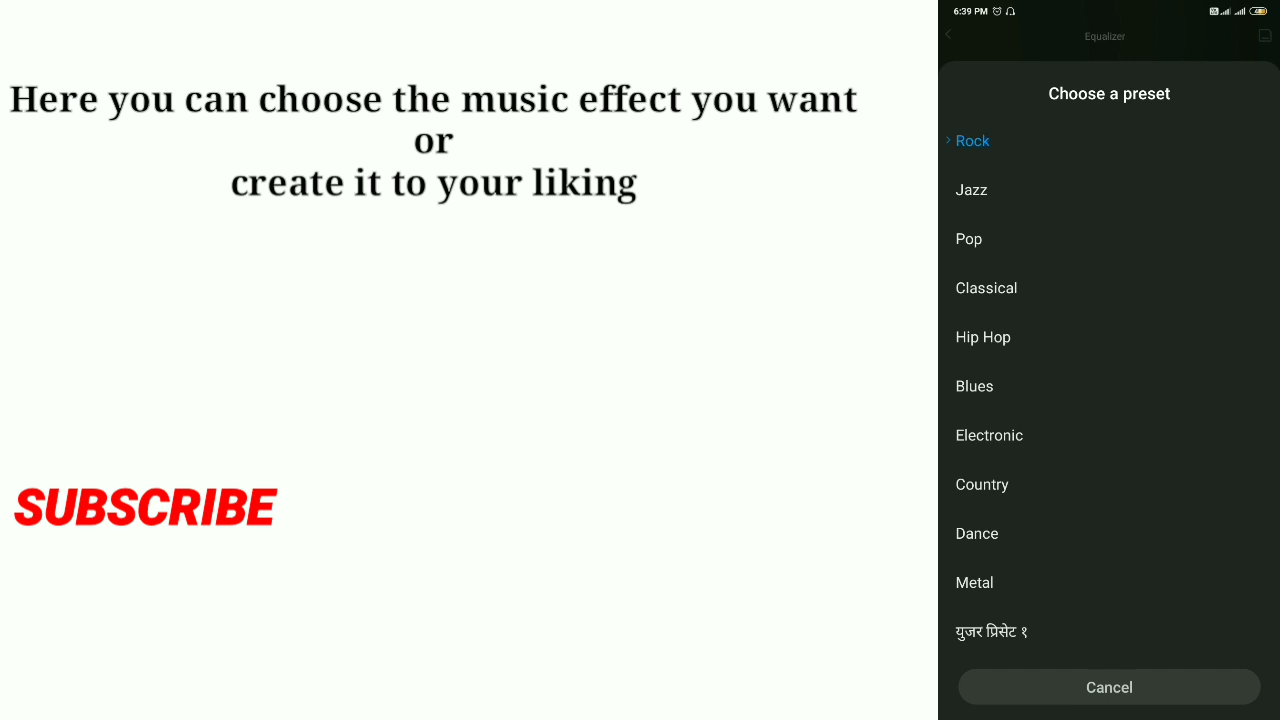 Here you can choose the music effect you want
or
create it to your liking
SUBSCRIBE
6:39 PM
Equalizer
Choose a preset
Rock
Jazz
Pop
Classical
Hip Hop
Blues
Electronic
Country
Dance
Metal
युजर प्रिसेट १
Cancel